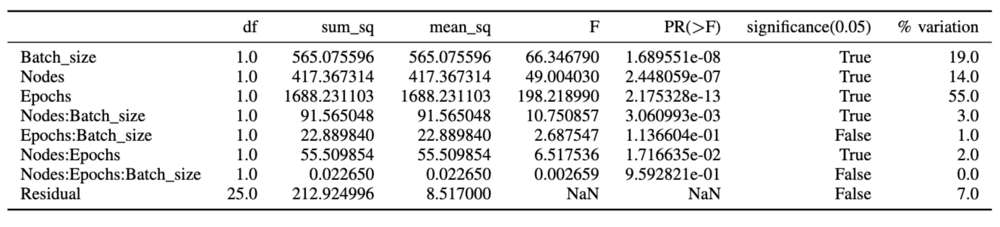 df sum_sq mean_sq F PR(>F) significance(0.05) % variation
Batch_size 1.0 565.075596 565.075596 66.346790 1.689551e-08 True 19.0
Nodes 1.0 417.367314 417.367314 49.004030 2.448059e-07 True 14.0
Epochs 1.0 1688.231103 1688.231103 198.218990 2.175328e-13 True 55.0
Nodes:Batch_size 1.0 91.565048 91.565048 10.750857 3.060993e-03 True 3.0
Epochs:Batch_size 1.0 22.889840 22.889840 2.687547 1.136604e-01 False 1.0
Nodes:Epochs 1.0 55.509854 55.509854 6.517536 1.716635e-02 True 2.0
Nodes:Epochs:Batch_size 1.0 0.022650 0.022650 0.002659 9.592821e-01 False 0.0
Residual 25.0 212.924996 8.517000 NaN NaN False 7.0